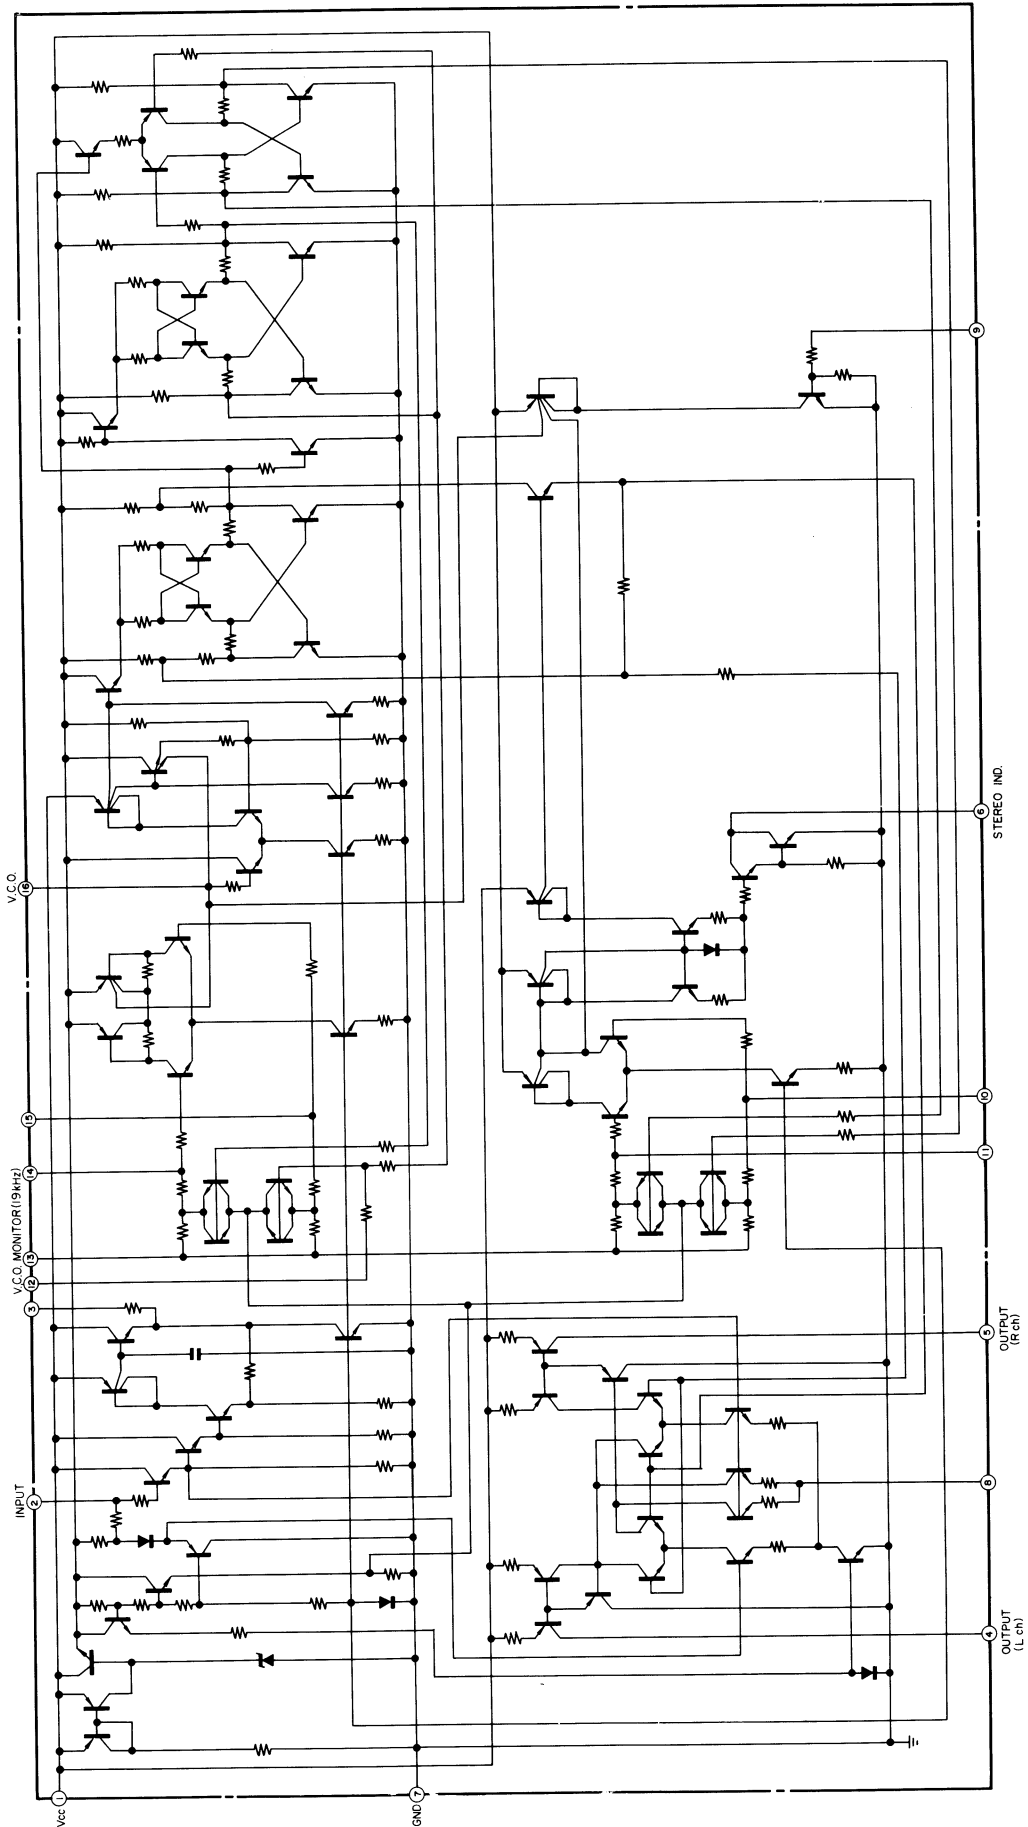 V.C.O.
16
15
14
V.C.O. MONITOR (19kHz)
13
12
3
INPUT
2
1
Vcc
7
GND
9
6
STEREO IND.
10
11
5
OUTPUT
(R ch)
8
4
OUTPUT
(L ch)